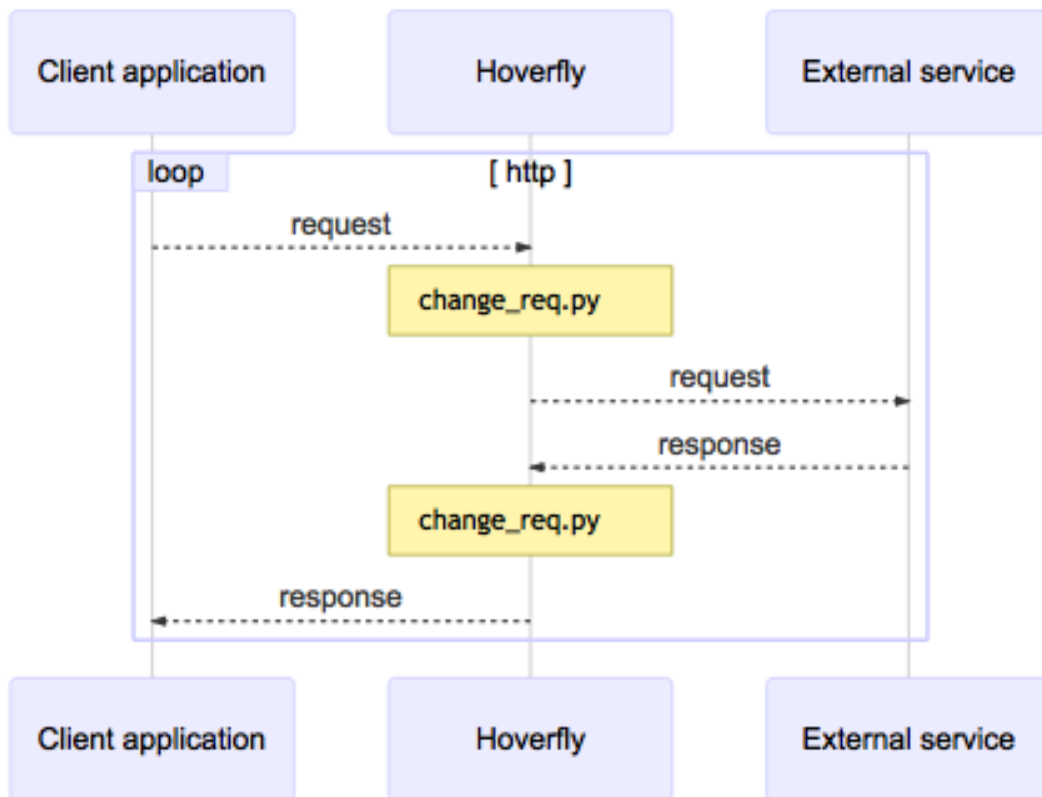 Client application
Hoverfly
External service
loop
[ http ]
request
change_req.py
request
response
change_req.py
response
Client application
Hoverfly
External service